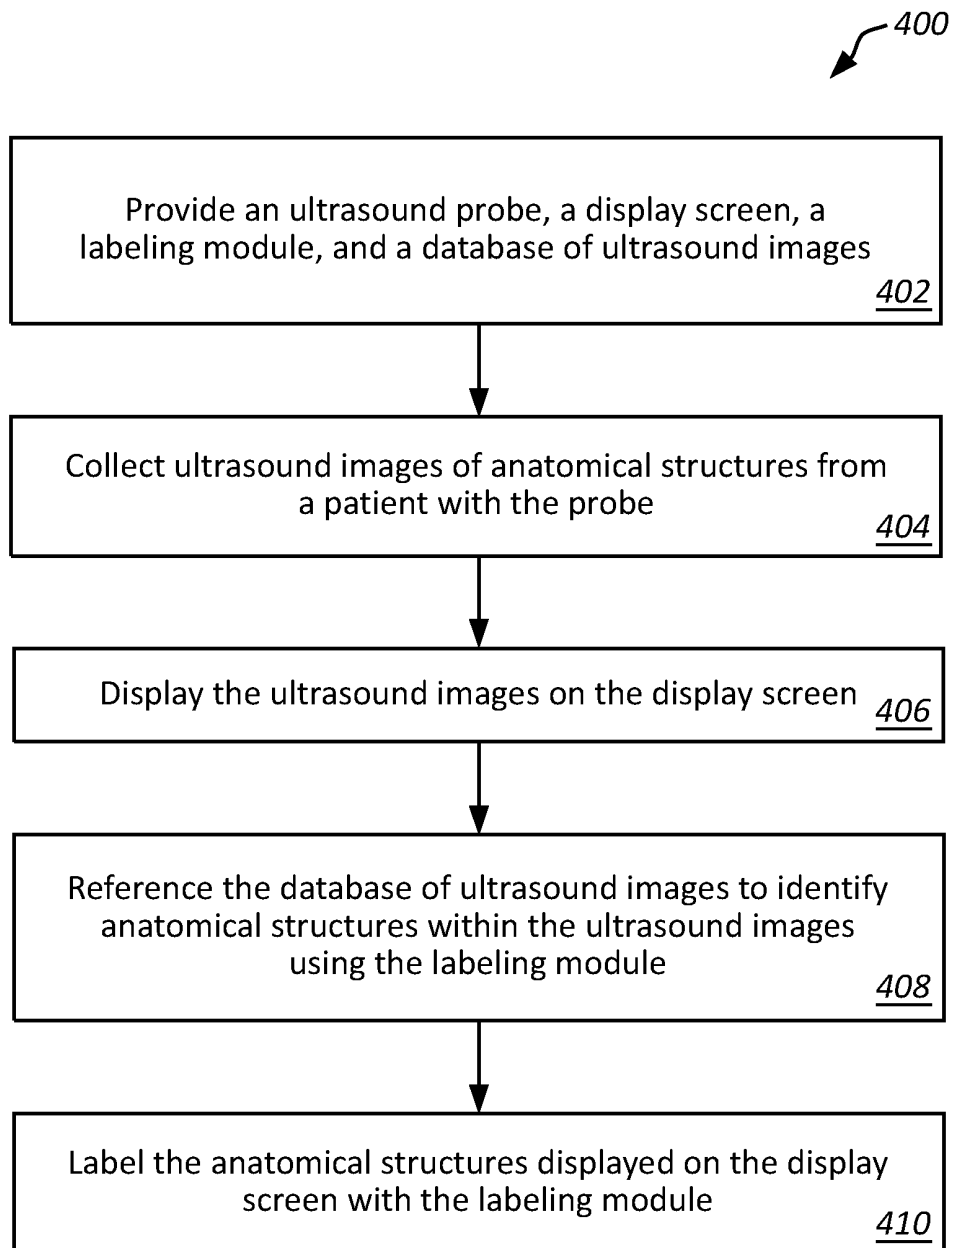 400
Provide an ultrasound probe, a display screen, a
labeling module, and a database of ultrasound images
402
Collect ultrasound images of anatomical structures from
a patient with the probe
404
Display the ultrasound images on the display screen
406
Reference the database of ultrasound images to identify
anatomical structures within the ultrasound images
using the labeling module
408
Label the anatomical structures displayed on the display
screen with the labeling module
410